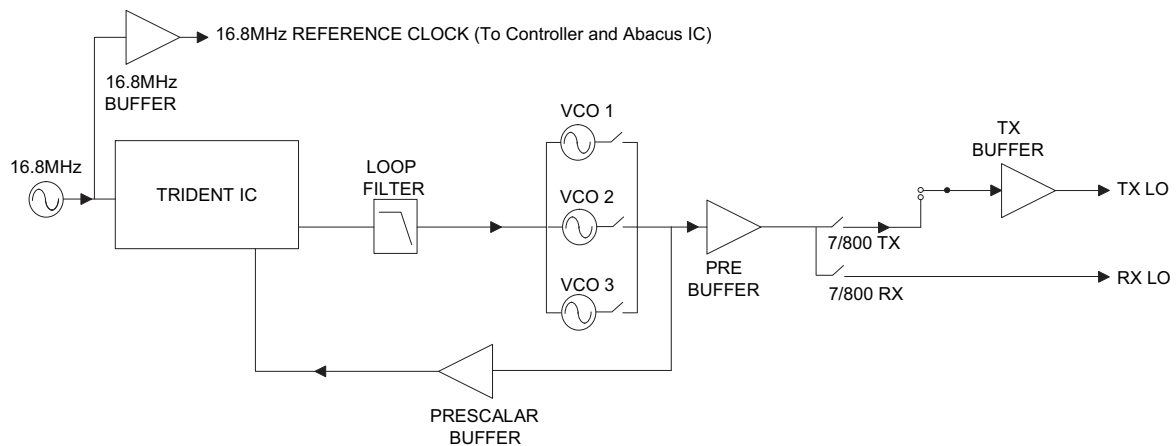 16.8MHz REFERENCE CLOCK (To Controller and Abacus IC)
16.8MHz
BUFFER
16.8MHz
TRIDENT IC
LOOP
FILTER
VCO 1
VCO 2
VCO 3
PRE
BUFFER
7/800 TX
7/800 RX
TX
BUFFER
TX LO
RX LO
PRESCALAR
BUFFER